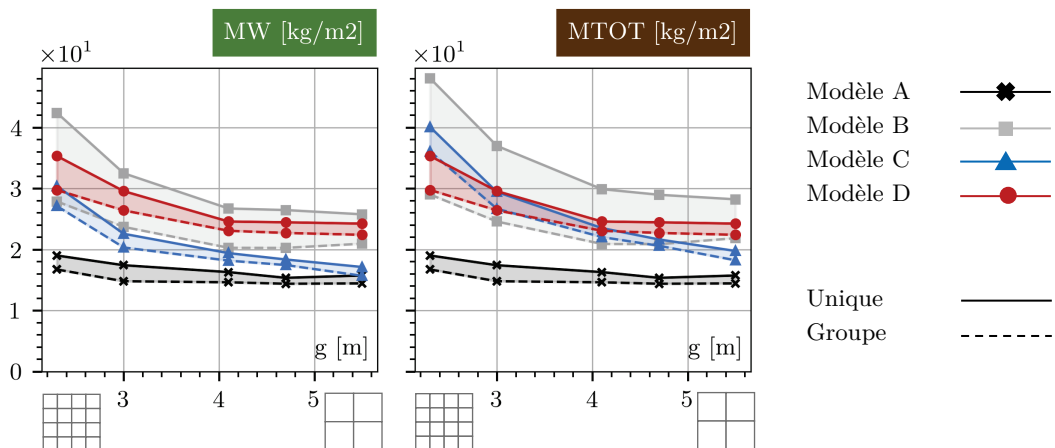 MW [kg/m2]
MTOT [kg/m2]
×10¹
×10¹
Modèle A
Modèle B
Modèle C
Modèle D
4
3
2
1
0
g [m]
g [m]
3 4 5
3 4 5
Unique
Groupe